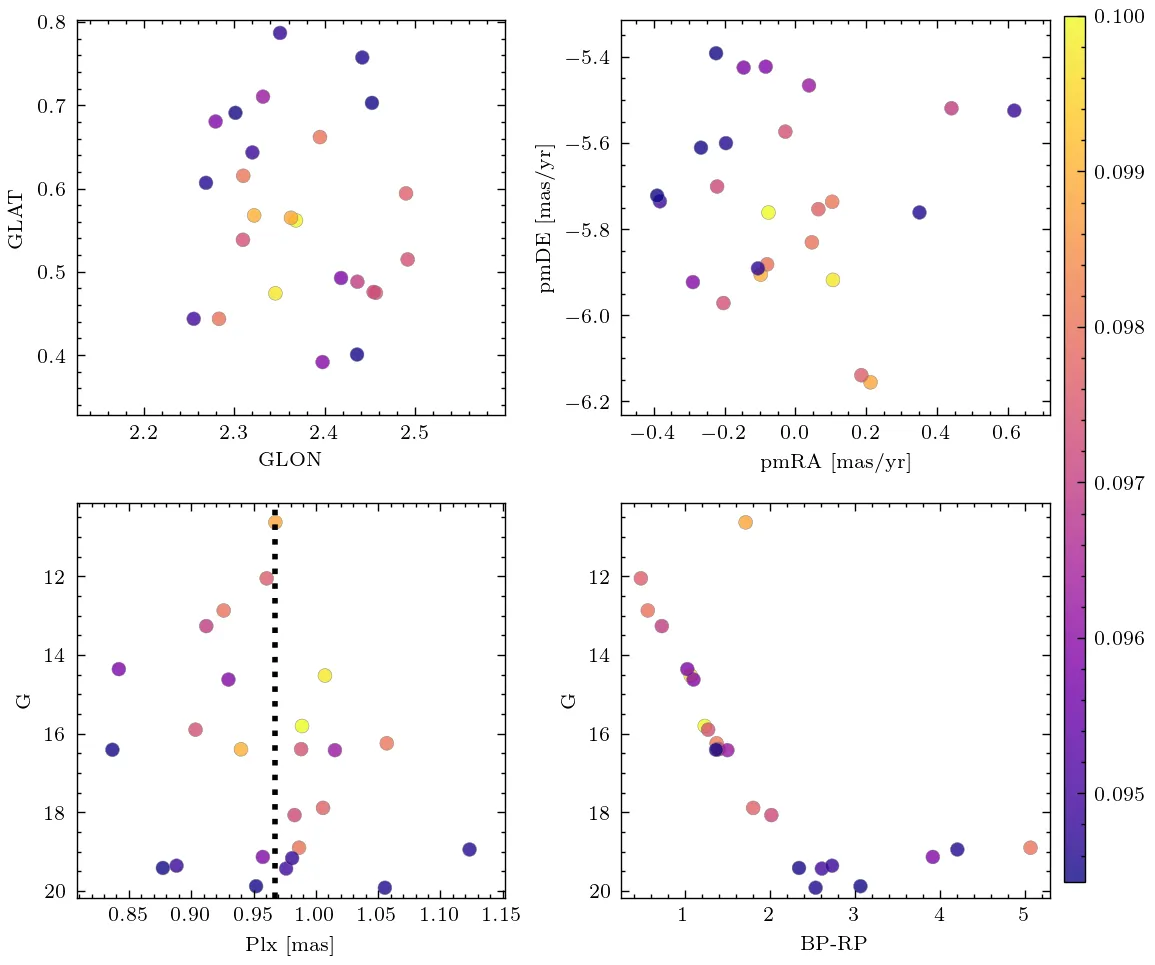 0.8
0.7
0.6
0.5
0.4
GLAT
2.2 2.3 2.4 2.5
GLON
−5.4
−5.6
−5.8
−6.0
−6.2
pmDE [mas/yr]
−0.4 −0.2 0.0 0.2 0.4 0.6
pmRA [mas/yr]
12
14
16
18
20
G
0.85 0.90 0.95 1.00 1.05 1.10 1.15
Plx [mas]
12
14
16
18
20
G
1 2 3 4 5
BP-RP
0.100
0.099
0.098
0.097
0.096
0.095